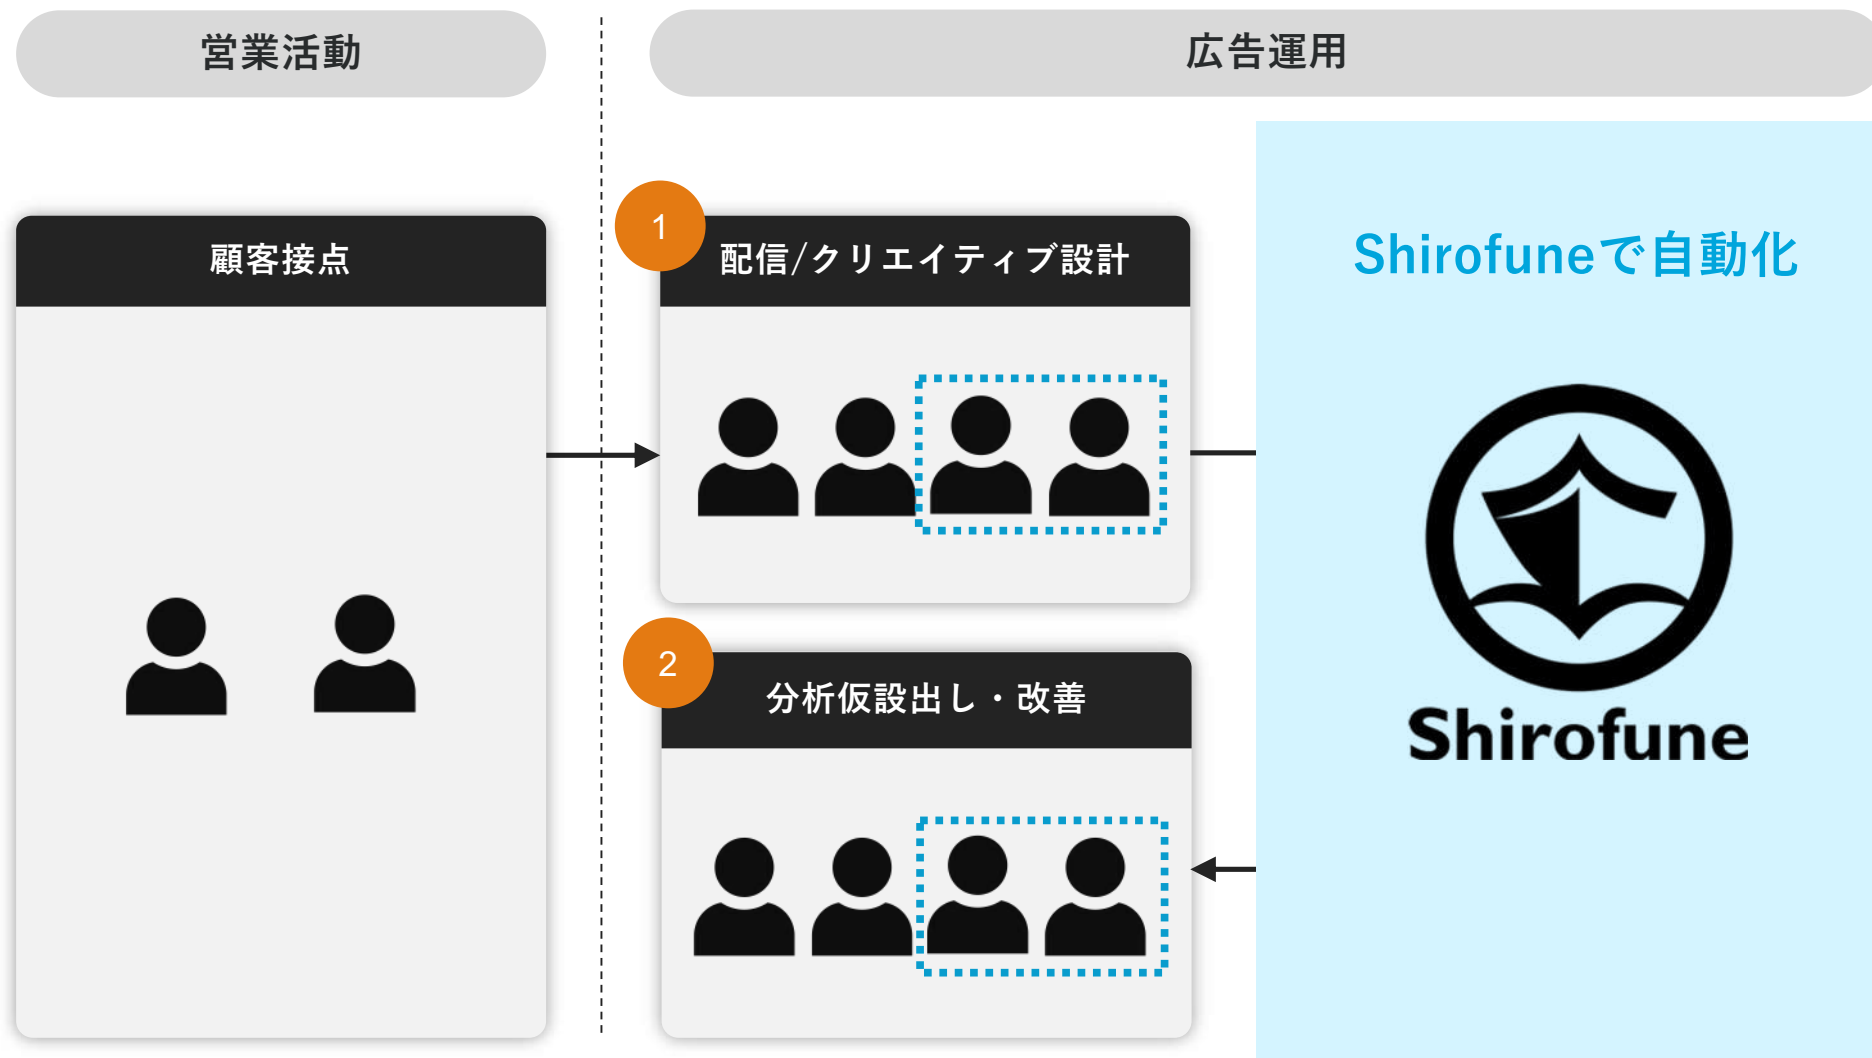 営業活動
広告運用
顧客接点
1
配信/クリエイティブ設計
Shirofuneで自動化
Shirofune
2
分析仮設出し・改善